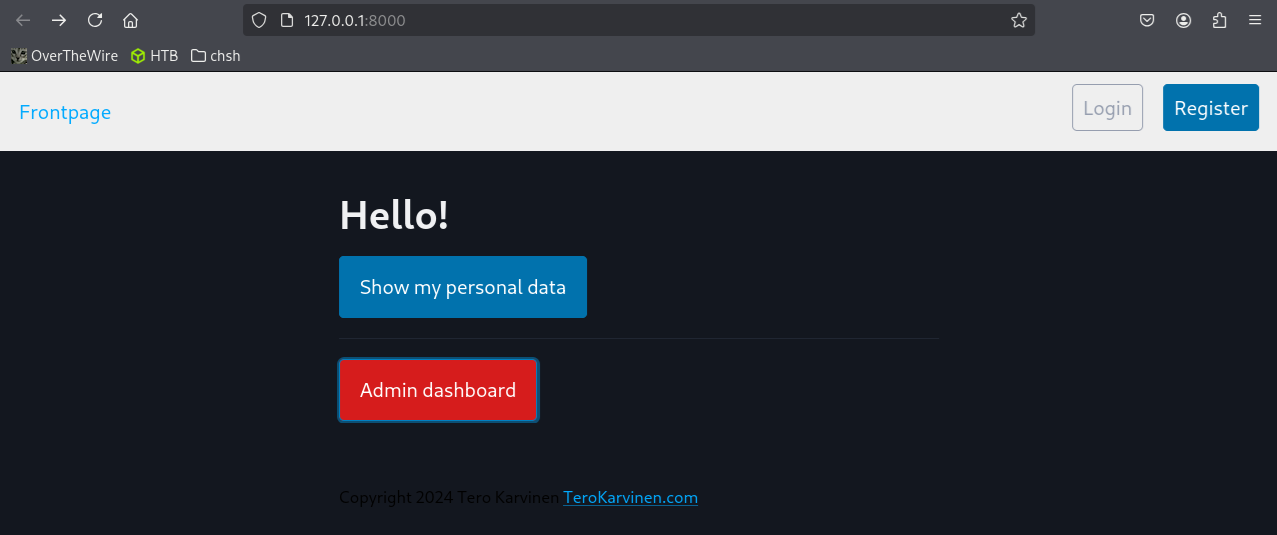 127.0.0.1:8000
OverTheWire HTB chsh
Frontpage Login Register
Hello!
Show my personal data
Admin dashboard
Copyright 2024 Tero Karvinen TeroKarvinen.com